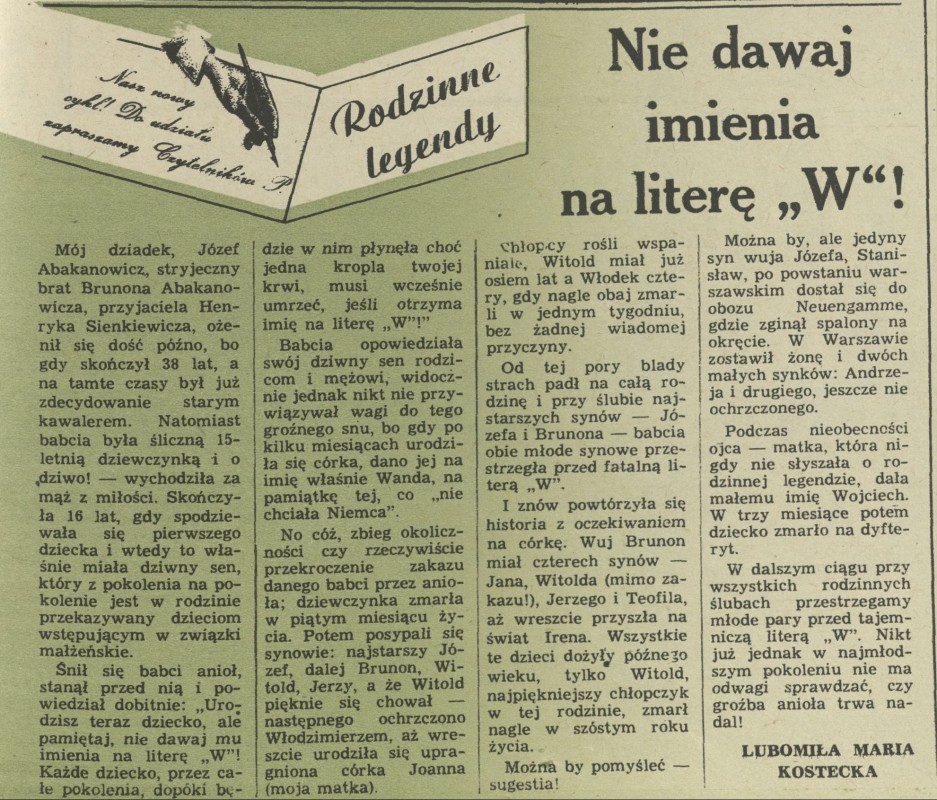 Nasz nowy
cykl! Do udziału
zapraszamy Czytelników P.
Rodzinne
legendy
Nie dawaj
imienia
na literę „W“!
Mój dziadek, Józef
Abakanowicz, stryjeczny
brat Brunona Abakano-
wicza, przyjaciela Hen-
ryka Sienkiewicza, oże-
nił się dość późno, bo
gdy skończył 38 lat, a
na tamte czasy był już
zdecydowanie starym
kawalerem. Natomiast
babcia była śliczną 15-
letnią dziewczynką i o
dziwo! — wychodziła za
mąż z miłości. Skończy-
ła 16 lat, gdy spodzie-
wała się pierwszego
dziecka i wtedy to wła-
śnie miała dziwny sen,
który z pokolenia na po-
kolenie jest w rodzinie
przekazywany dzieciom
wstępującym w związki
małżeńskie.
Śnił się babci anioł,
stanął przed nią i po-
wiedział dobitnie: „Uro-
dzisz teraz dziecko, ale
pamiętaj, nie dawaj mu
imienia na literę „W"!
Każde dziecko, przez ca-
łe pokolenia, dopóki bę-
dzie w nim płynęła choć
jedna kropla twojej
krwi, musi wcześnie
umrzeć, jeśli otrzyma
imię na literę „W"!"
Babcia opowiedziała
swój dziwny sen rodzi-
com i mężowi, widocz-
nie jednak nikt nie przy-
wiązywał wagi do tego
groźnego snu, bo gdy po
kilku miesiącach urodzi-
ła się córka, dano jej na
imię właśnie Wanda, na
pamiątkę tej, co „nie
chciała Niemca".
No cóż, zbieg okolicz-
ności czy rzeczywiście
przekroczenie zakazu
danego babci przez anio-
ła; dziewczynka zmarła
w piątym miesiącu ży-
cia. Potem posypali się
synowie: najstarszy Jó-
zef, dalej Brunon, Wi-
told, Jerzy, a że Witold
pięknie się chował —
następnego ochrzczono
Włodzimierzem, aż wre-
szcie urodziła się upra-
gniona córka Joanna
(moja matka).
Chłopcy rośli wspa-
niale, Witold miał już
osiem lat a Włodek czte-
ry, gdy nagle obaj zmar-
li w jednym tygodniu,
bez żadnej wiadomej
przyczyny.
Od tej pory blady
strach padł na całą ro-
dzinę i przy ślubie naj-
starszych synów — Jó-
zefa i Brunona — babcia
obie młode synowe prze-
strzegła przed fatalną li-
terą „W".
I znów powtórzyła się
historia z oczekiwaniem
na córkę. Wuj Brunon
miał czterech synów —
Jana, Witolda (mimo za-
kazu!), Jerzego i Teofila,
aż wreszcie przyszła na
świat Irena. Wszystkie
te dzieci dożyły późnego
wieku, tylko Witold,
najpiękniejszy chłopczyk
w tej rodzinie, zmarł
nagle w szóstym roku
życia.
Można by pomyśleć —
sugestia!
Można by, ale jedyny
syn wuja Józefa, Stani-
sław, po powstaniu war-
szawskim dostał się do
obozu Neuengamme,
gdzie zginął spalony na
okręcie. W Warszawie
zostawił żonę i dwóch
małych synków: Andrze-
ja i drugiego, jeszcze nie
ochrzczonego.
Podczas nieobecności
ojca — matka, która ni-
gdy nie słyszała o ro-
dzinnej legendzie, dała
małemu imię Wojciech.
W trzy miesiące potem
dziecko zmarło na dyfte-
ryt.
W dalszym ciągu przy
wszystkich rodzinnych
ślubach przestrzegamy
młode pary przed tajem-
niczą literą „W". Nikt
już jednak w najmłod-
szym pokoleniu nie ma
odwagi sprawdzać, czy
groźba anioła trwa na-
dal!
LUBOMIŁA MARIA
KOSTECKA